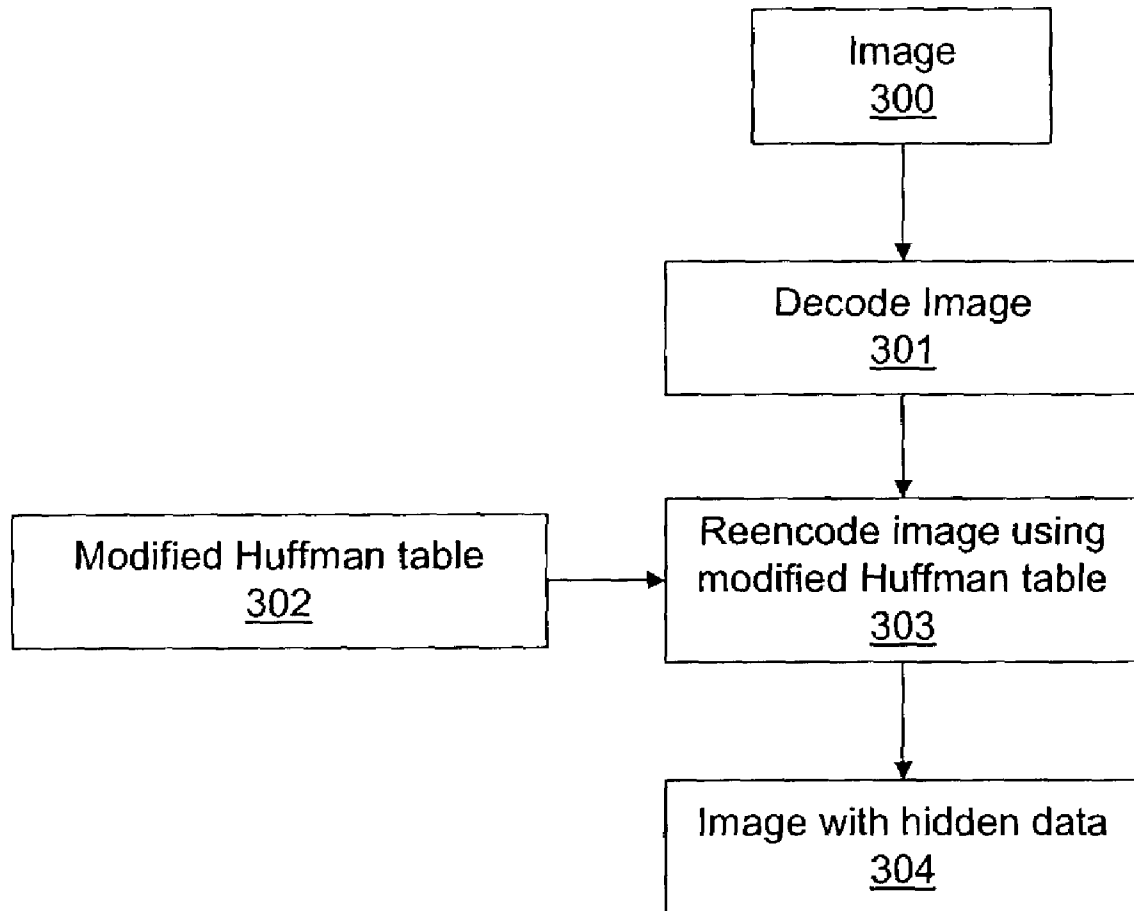 Image
300
Decode Image
301
Modified Huffman table
302
Reencode image using
modified Huffman table
303
Image with hidden data
304